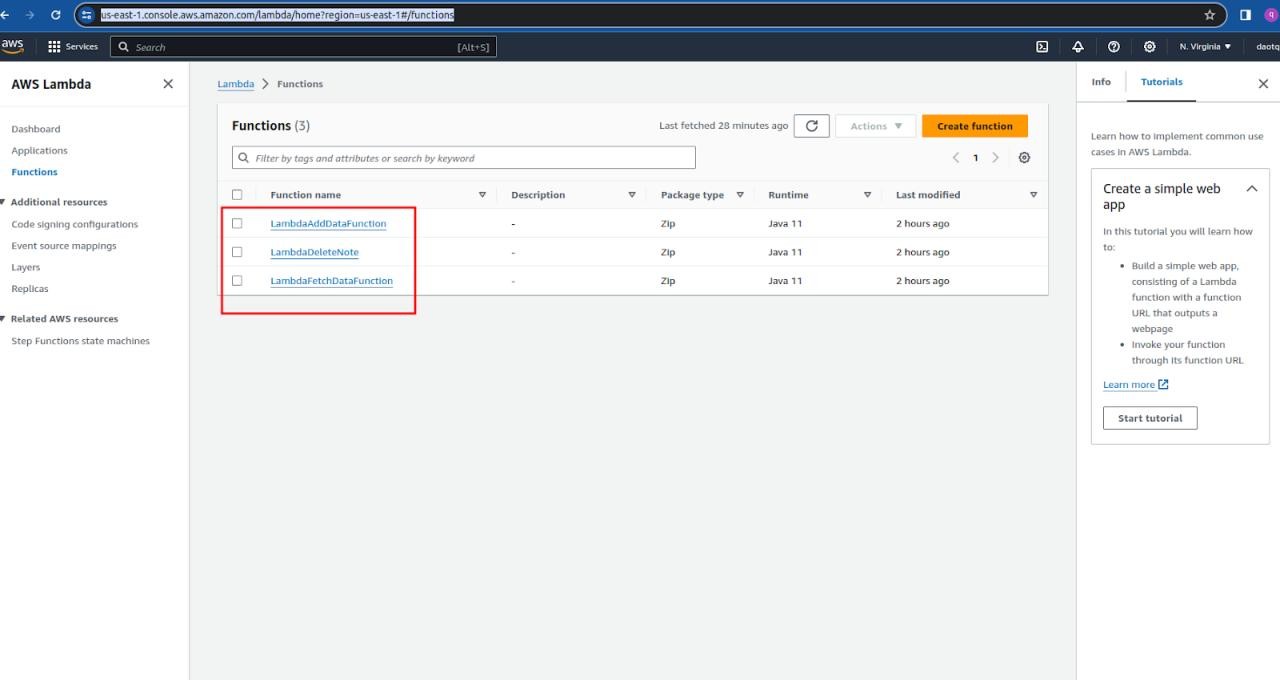 us-east-1.console.aws.amazon.com/lambda/home?region=us-east-1#/functions
q
aws
Services
Search
[Alt+S]
N. Virginia
daotq
AWS Lambda
Dashboard
Applications
Functions
Additional resources
Code signing configurations
Event source mappings
Layers
Replicas
Related AWS resources
Step Functions state machines
Lambda
Functions
Functions (3)
Last fetched 28 minutes ago
Actions
Create function
Filter by tags and attributes or search by keyword
1
Function name Description Package type Runtime Last modified
LambdaAddDataFunction - Zip Java 11 2 hours ago
LambdaDeleteNote - Zip Java 11 2 hours ago
LambdaFetchDataFunction - Zip Java 11 2 hours ago
Info
Tutorials
Learn how to implement common use
cases in AWS Lambda.
Create a simple web
app
In this tutorial you will learn how
to:
• Build a simple web app,
consisting of a Lambda
function with a function
URL that outputs a
webpage
• Invoke your function
through its function URL
Learn more
Start tutorial